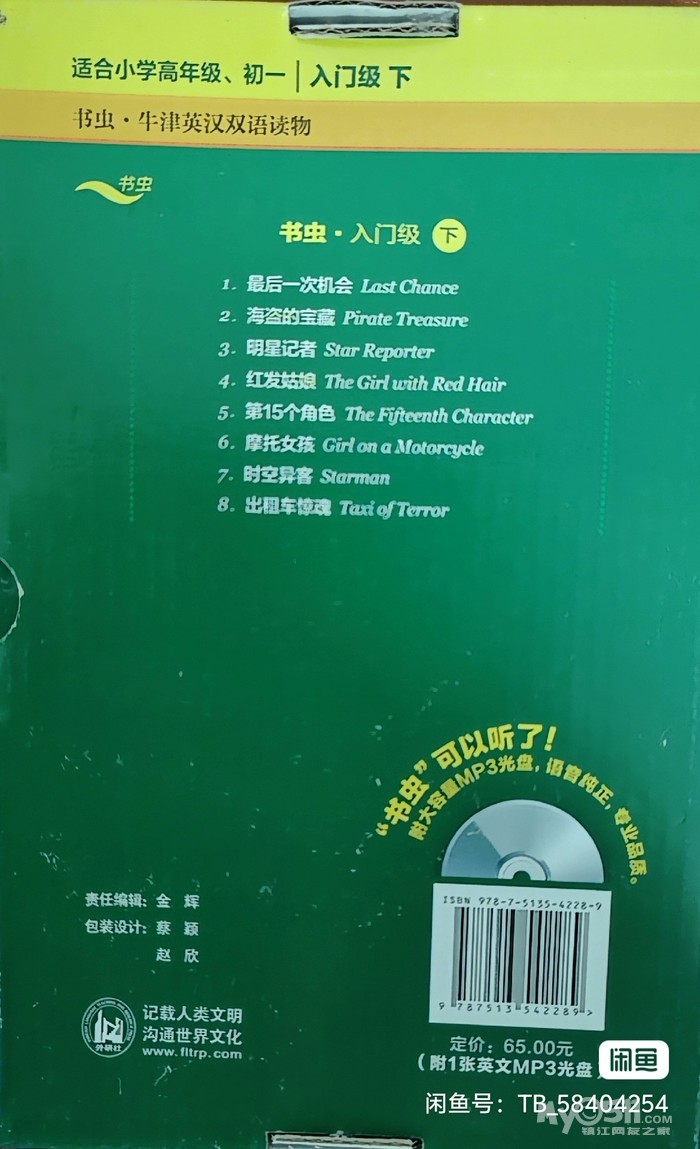 适合小学高年级、初一 | 入门级 下
书虫·牛津英汉双语读物
书虫
书虫·入门级 下
1. 最后一次机会 Last Chance
2. 海盗的宝藏 Pirate Treasure
3. 明星记者 Star Reporter
4. 红发姑娘 The Girl with Red Hair
5. 第15个角色 The Fifteenth Character
6. 摩托女孩 Girl on a Motorcycle
7. 时空异客 Starman
8. 出租车惊魂 Taxi of Terror
“书虫”可以听了！
附大容量MP3光盘，语音纯正，专业品质。
ISBN 978-7-5135-4228-9
9 787513 542289 >
责任编辑：金 辉
包装设计：蔡 颖
赵 欣
外研社
记载人类文明
沟通世界文化
www.fltrp.com
定价：65.00元
（附1张英文MP3光盘）
闲鱼
闲鱼号：TB_58404254
镇江网友之家